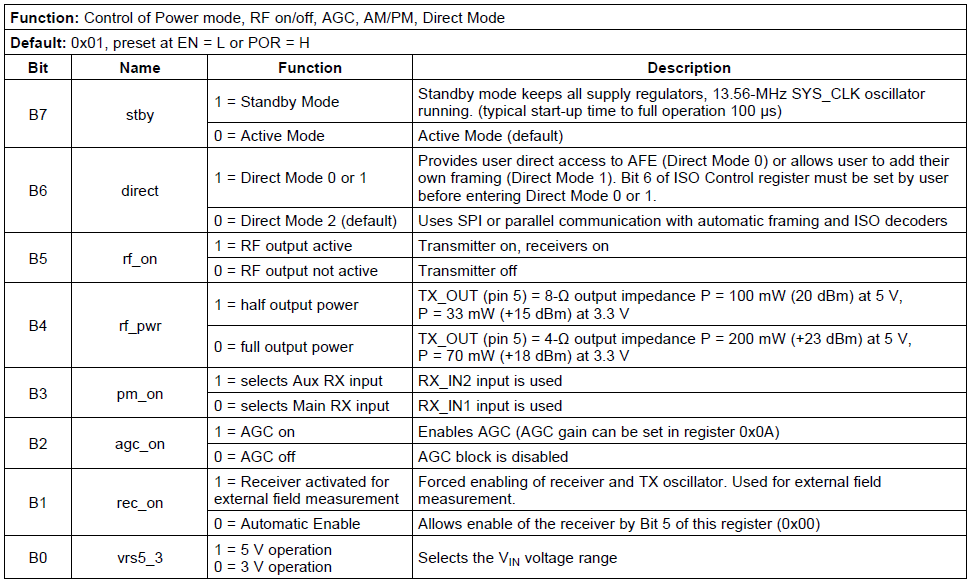 Function: Control of Power mode, RF on/off, AGC, AM/PM, Direct Mode
Default: 0x01, preset at EN = L or POR = H
Bit Name Function Description
B7 stby
1 = Standby Mode
Standby mode keeps all supply regulators, 13.56-MHz SYS_CLK oscillator
running. (typical start-up time to full operation 100 µs)
0 = Active Mode
Active Mode (default)
B6 direct
1 = Direct Mode 0 or 1
Provides user direct access to AFE (Direct Mode 0) or allows user to add their
own framing (Direct Mode 1). Bit 6 of ISO Control register must be set by user
before entering Direct Mode 0 or 1.
0 = Direct Mode 2 (default)
Uses SPI or parallel communication with automatic framing and ISO decoders
B5 rf_on
1 = RF output active
Transmitter on, receivers on
0 = RF output not active
Transmitter off
B4 rf_pwr
1 = half output power
TX_OUT (pin 5) = 8-Ω output impedance P = 100 mW (20 dBm) at 5 V,
P = 33 mW (+15 dBm) at 3.3 V
0 = full output power
TX_OUT (pin 5) = 4-Ω output impedance P = 200 mW (+23 dBm) at 5 V,
P = 70 mW (+18 dBm) at 3.3 V
B3 pm_on
1 = selects Aux RX input
RX_IN2 input is used
0 = selects Main RX input
RX_IN1 input is used
B2 agc_on
1 = AGC on
Enables AGC (AGC gain can be set in register 0x0A)
0 = AGC off
AGC block is disabled
B1 rec_on
1 = Receiver activated for
external field measurement
Forced enabling of receiver and TX oscillator. Used for external field
measurement.
0 = Automatic Enable
Allows enable of the receiver by Bit 5 of this register (0x00)
B0 vrs5_3
1 = 5 V operation
0 = 3 V operation
Selects the VIN voltage range